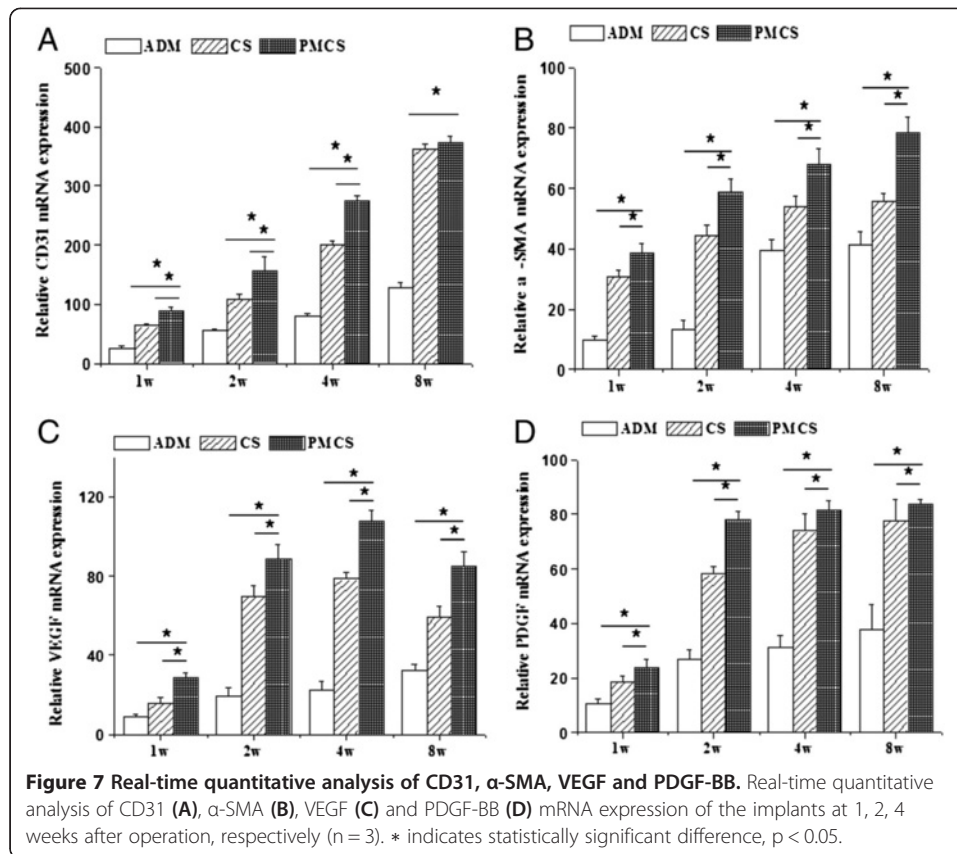 A
ADM CS PMCS
Relative CD31 mRNA expression
500
400
300
200
100
0
★ ★ ★ ★ ★ ★ ★
1w 2w 4w 8w
B
ADM CS PMCS
Relative a -SMA mRNA expression
100
80
60
40
20
0
★ ★ ★ ★ ★ ★ ★ ★
1w 2w 4w 8w
C
ADM CS PMCS
Relative VEGF mRNA expression
120
80
40
0
★ ★ ★ ★ ★ ★ ★ ★
1w 2w 4w 8w
D
ADM CS PMCS
Relative PDGF mRNA expression
100
80
60
40
20
0
★ ★ ★ ★ ★ ★ ★ ★
1w 2w 4w 8w
Figure 7 Real-time quantitative analysis of CD31, α-SMA, VEGF and PDGF-BB. Real-time quantitative
analysis of CD31 (A), α-SMA (B), VEGF (C) and PDGF-BB (D) mRNA expression of the implants at 1, 2, 4
weeks after operation, respectively (n = 3). * indicates statistically significant difference, p < 0.05.